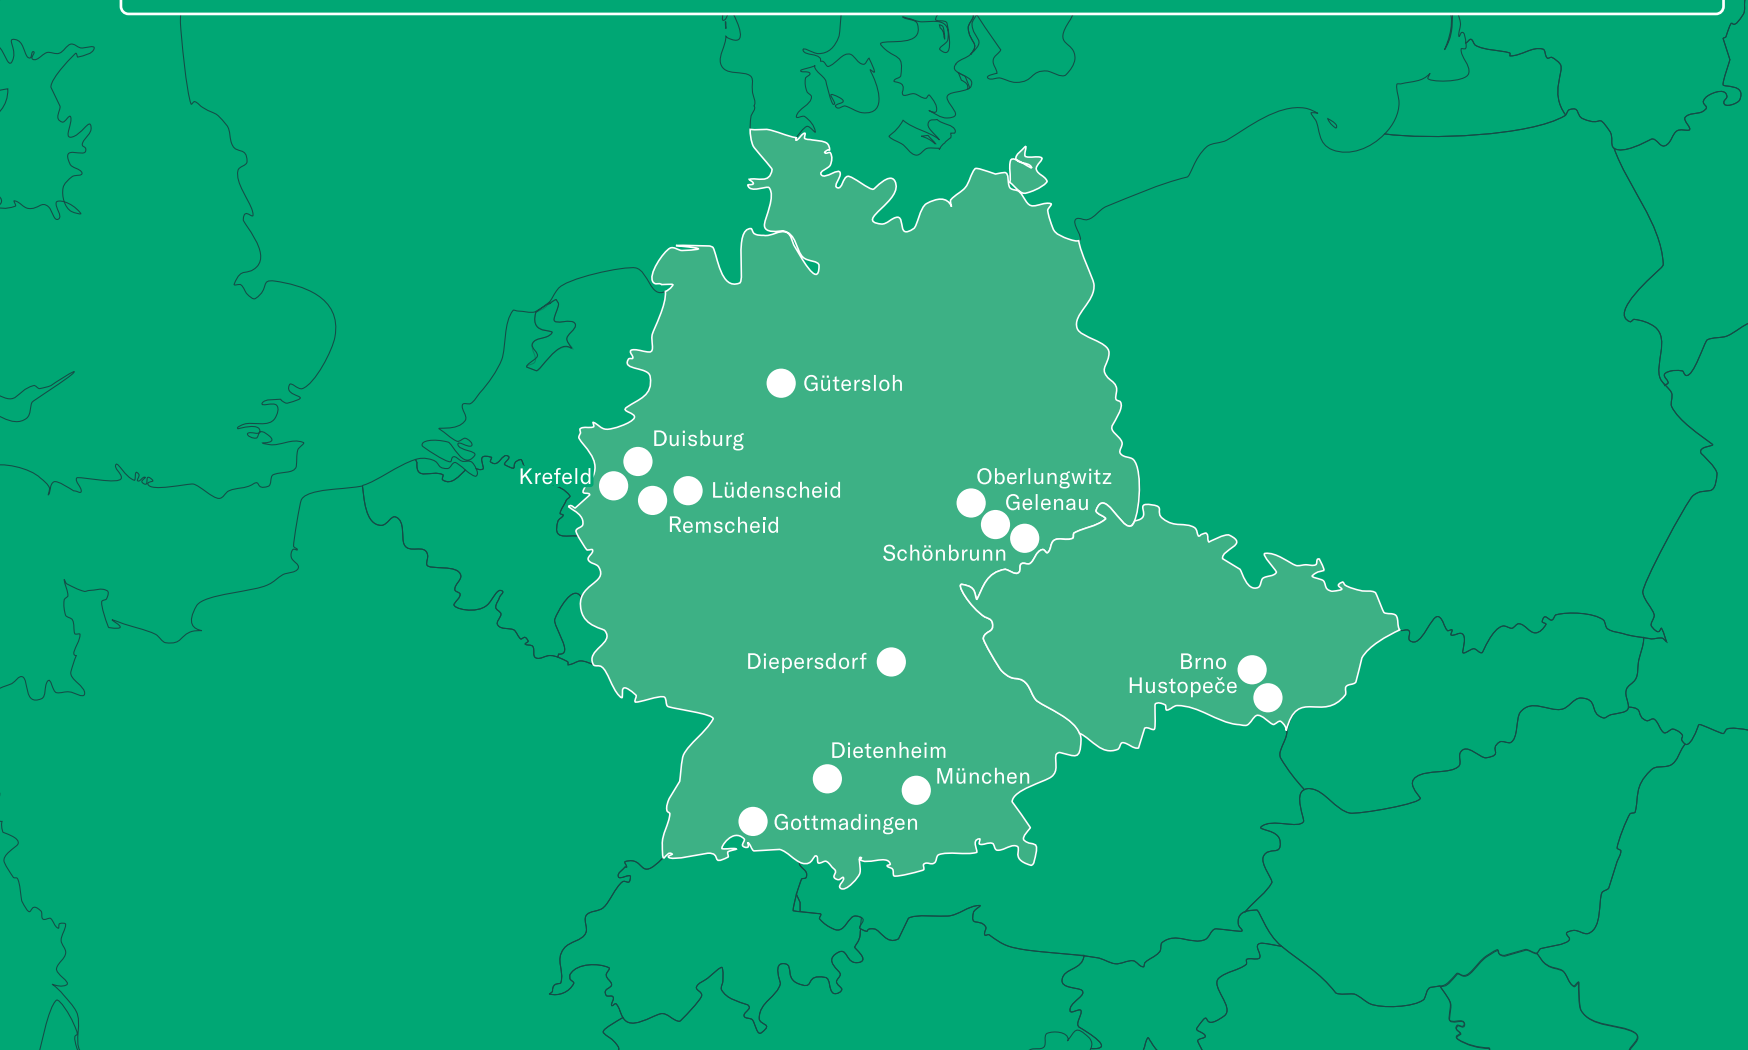 Gütersloh
Duisburg
Krefeld
Lüdenscheid
Remscheid
Oberlungwitz
Gelenau
Schönbrunn
Diepersdorf
Brno
Hustopeče
Dietenheim
München
Gottmadingen